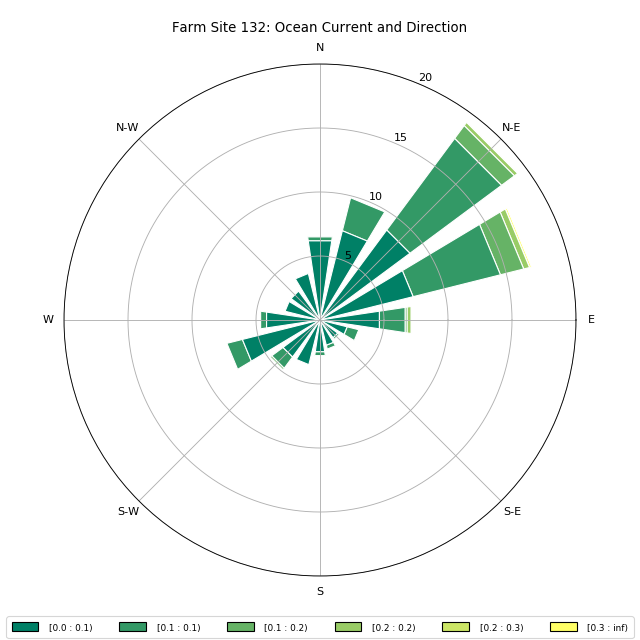 Farm Site 132: Ocean Current and Direction
N
20
N-W
N-E
15
10
5
W
E
S-W
S-E
S
[0.0 : 0.1) [0.1 : 0.1) [0.1 : 0.2) [0.2 : 0.2) [0.2 : 0.3) [0.3 : inf)